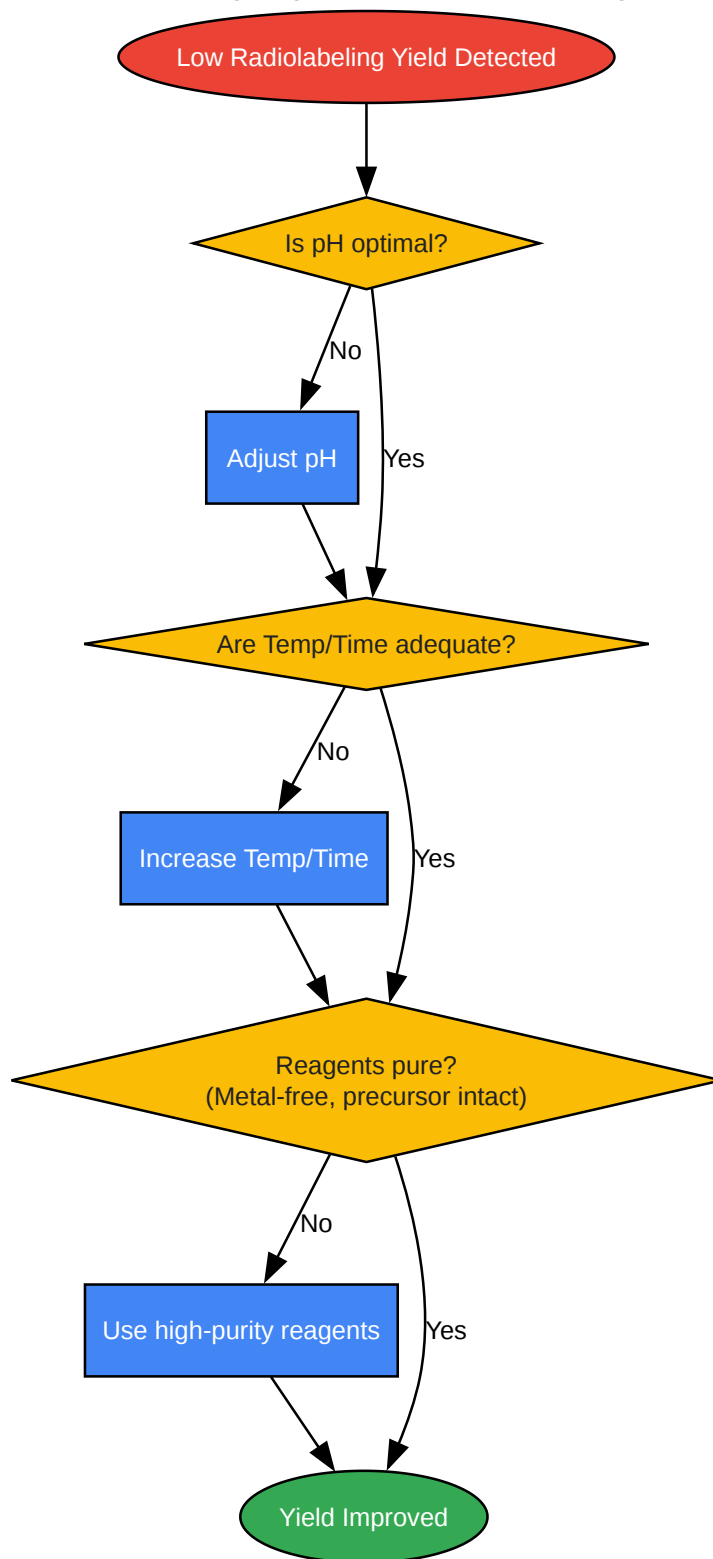 Low Radiolabeling Yield Detected
Is pH optimal?
No
Adjust pH
Yes
Are Temp/Time adequate?
No
Increase Temp/Time
Yes
Reagents pure?
(Metal-free, precursor intact)
No
Use high-purity reagents
Yes
Yield Improved